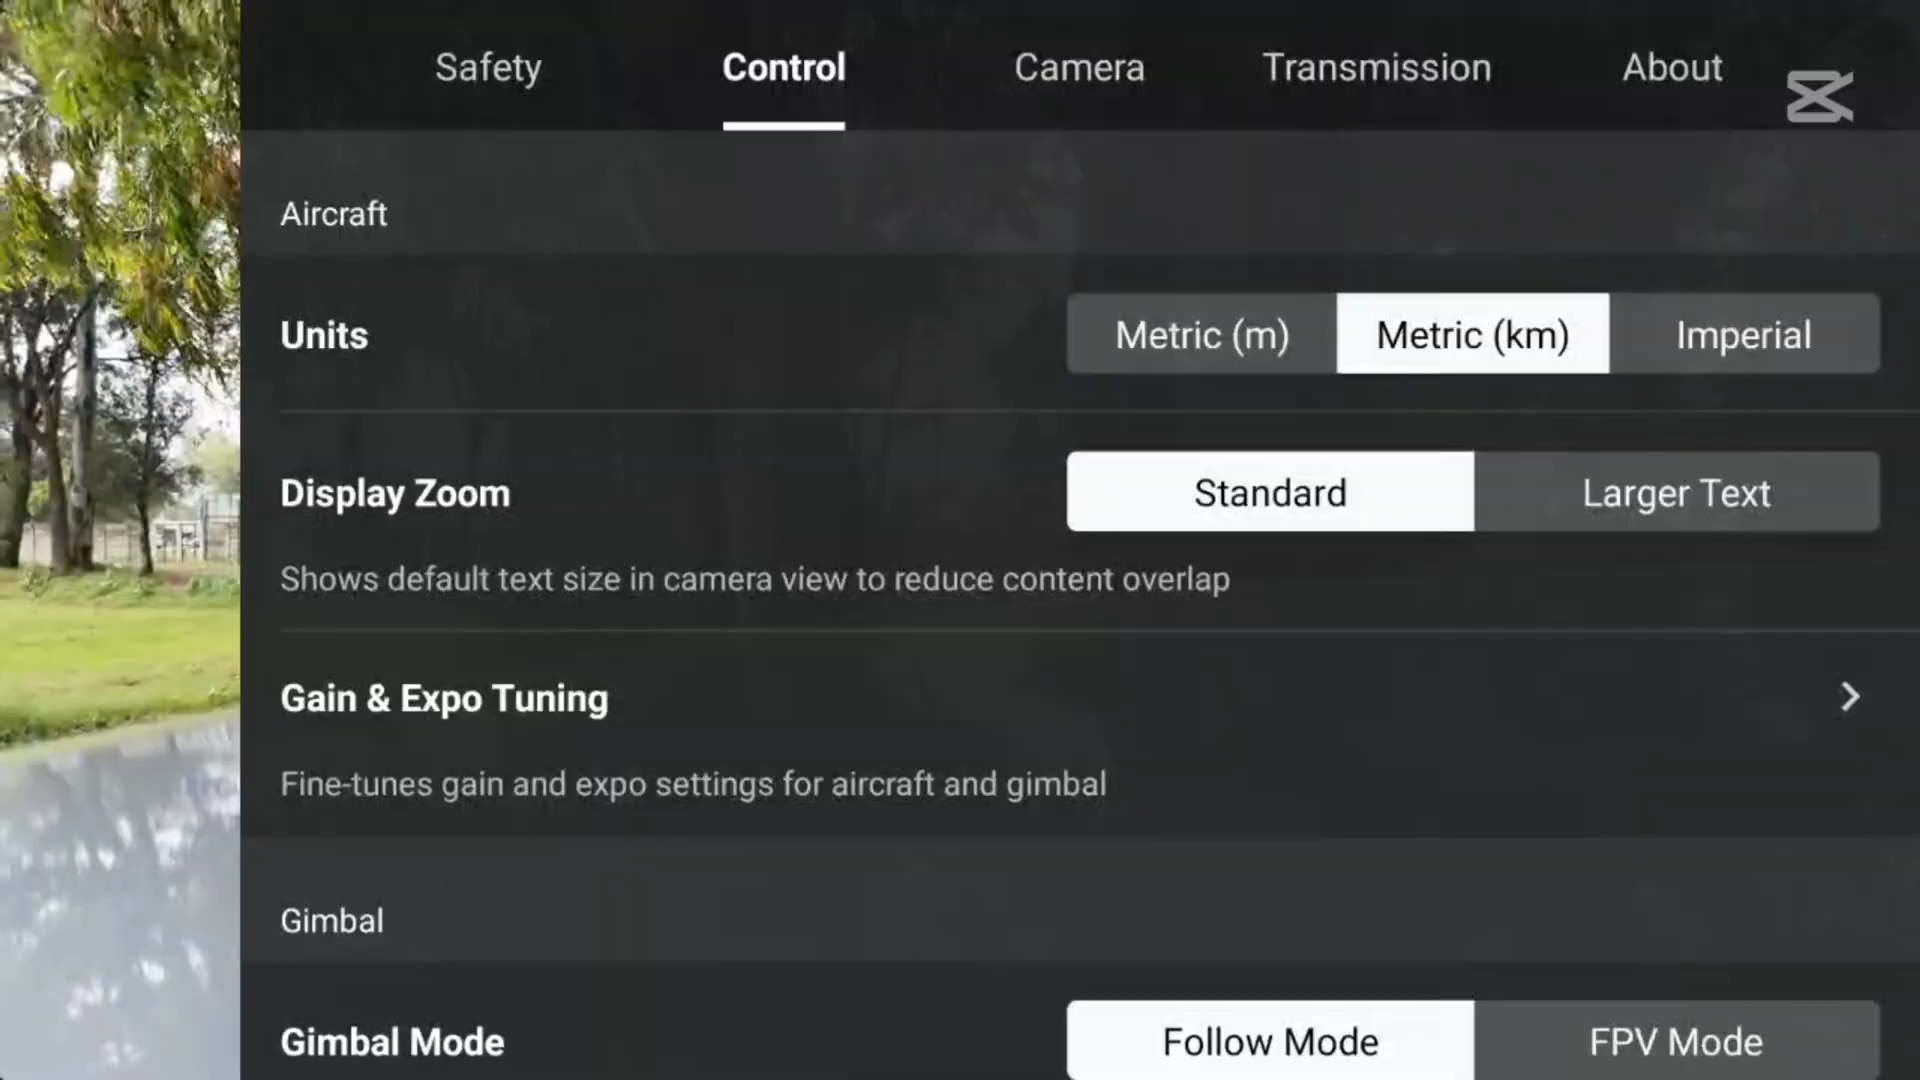 Safety Control Camera Transmission About
Aircraft
Units Metric (m) Metric (km) Imperial
Display Zoom Standard Larger Text
Shows default text size in camera view to reduce content overlap
Gain & Expo Tuning
Fine-tunes gain and expo settings for aircraft and gimbal
Gimbal
Gimbal Mode Follow Mode FPV Mode